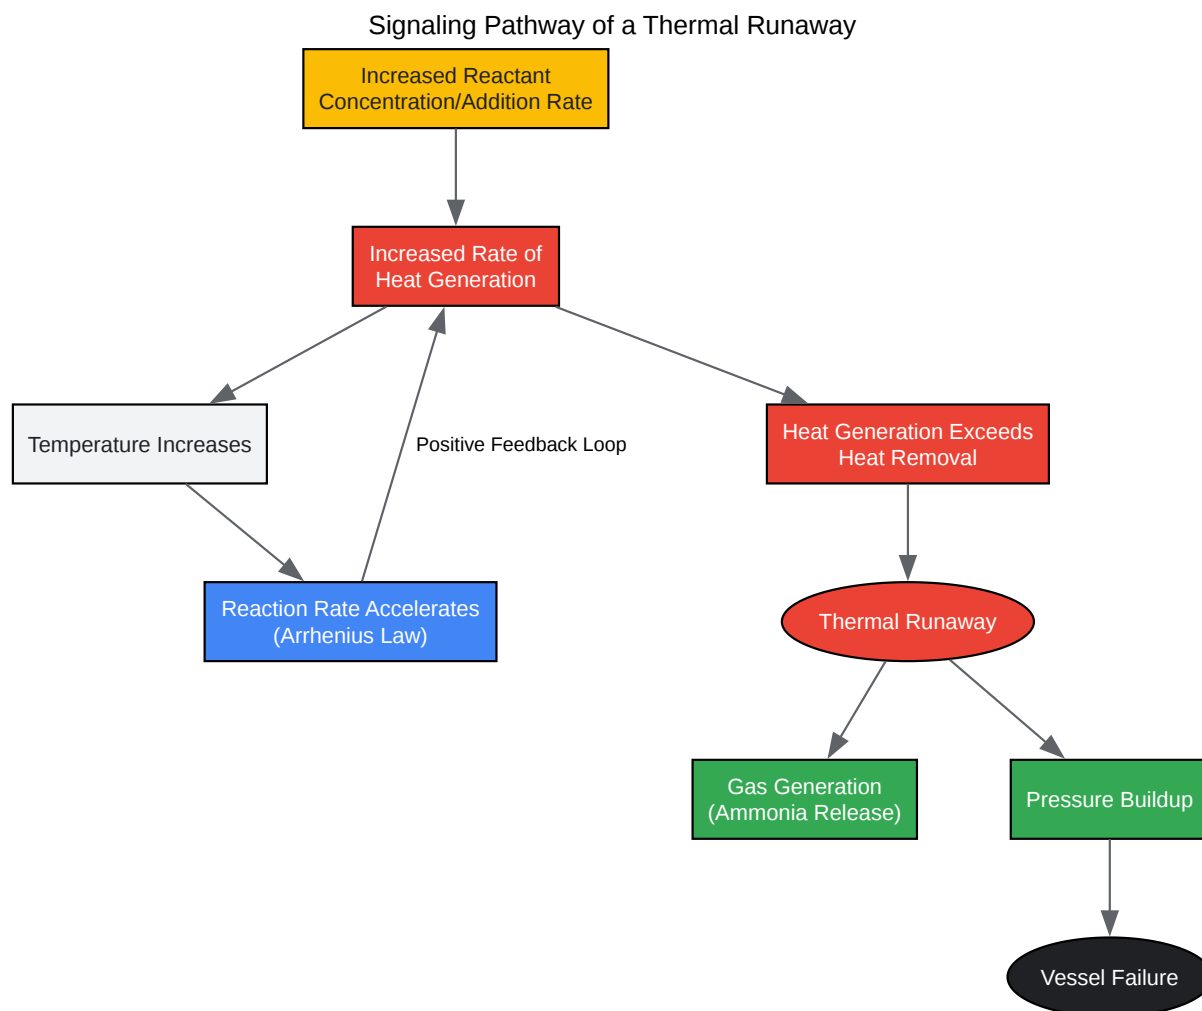 Signaling Pathway of a Thermal Runaway
Increased Reactant
Concentration/Addition Rate
Increased Rate of
Heat Generation
Temperature Increases
Positive Feedback Loop
Heat Generation Exceeds
Heat Removal
Reaction Rate Accelerates
(Arrhenius Law)
Thermal Runaway
Gas Generation
(Ammonia Release)
Pressure Buildup
Vessel Failure